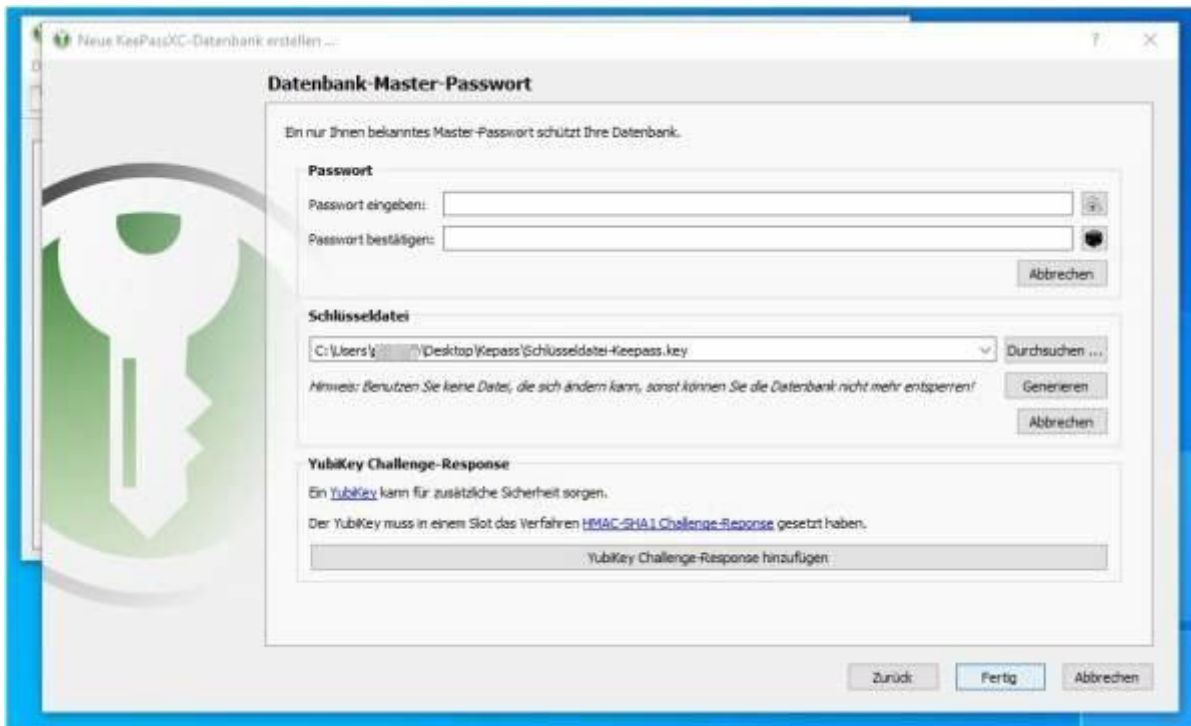 Neue KeePassXC-Datenbank erstellen ...
Datenbank-Master-Passwort
Ein nur Ihnen bekanntes Master-Passwort schützt Ihre Datenbank.
Passwort
Passwort eingeben:
Passwort bestätigen:
Abbrechen
Schlüsseldatei
C:\Users\ \Desktop\Kepass\Schlüsseldatei-Keepass.key
Durchsuchen ...
Hinweis: Benutzen Sie keine Datei, die sich ändern kann, sonst können Sie die Datenbank nicht mehr entsperren!
Generieren
Abbrechen
YubiKey Challenge-Response
Ein YubiKey kann für zusätzliche Sicherheit sorgen.
Der YubiKey muss in einem Slot das Verfahren HMAC-SHA1 Challenge-Reponse gesetzt haben.
YubiKey Challenge-Response hinzufügen
Zurück Fertig Abbrechen